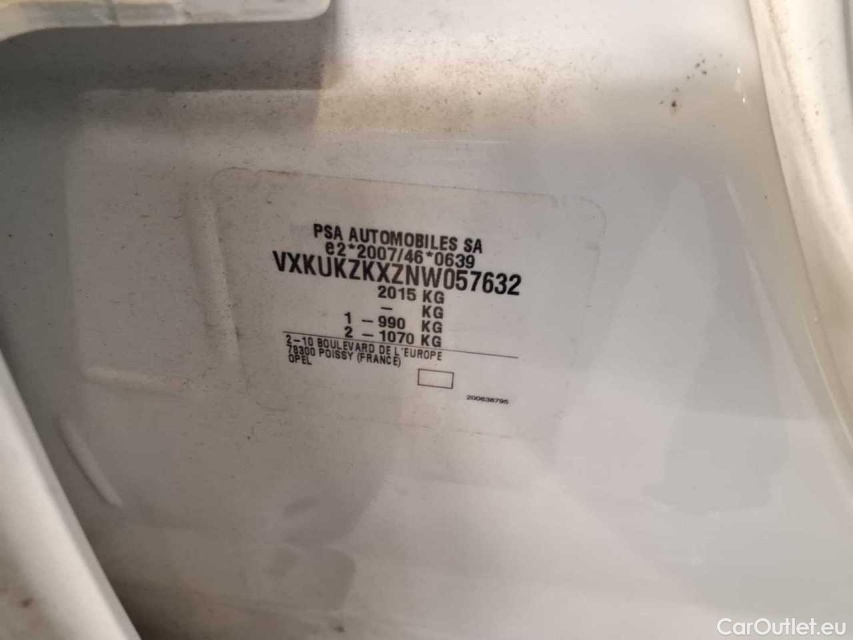 PSA AUTOMOBILES SA
e2*2007/46*0639
VXKUKZKXZNW057632
2015 KG
– KG
1 – 990 KG
2 – 1070 KG
2-10 BOULEVARD DE L'EUROPE
78300 POISSY (FRANCE)
OPEL
200638795
CarOutlet.eu